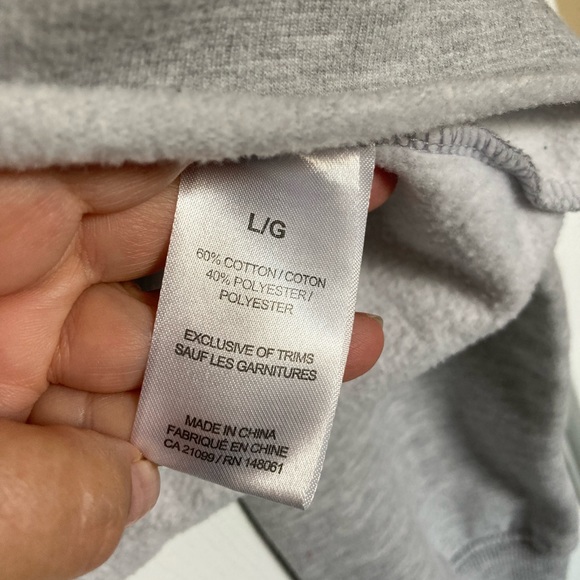 L/G
60% COTTON / COTON
40% POLYESTER /
POLYESTER
EXCLUSIVE OF TRIMS
SAUF LES GARNITURES
MADE IN CHINA
FABRIQUÉ EN CHINE
CA 21099 / RN 148061